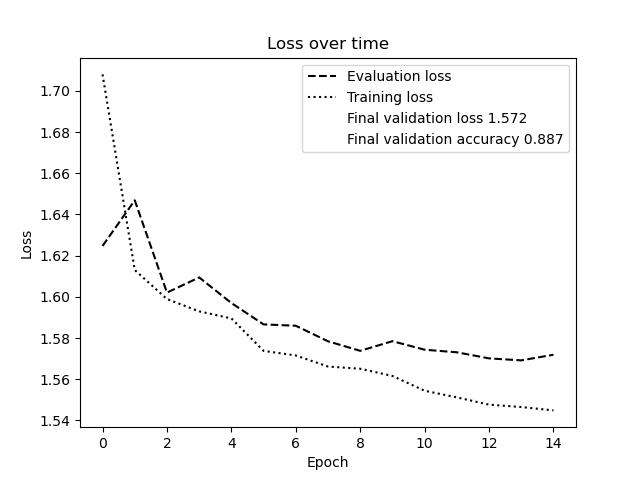 Loss over time
Evaluation loss
Training loss
Final validation loss 1.572
Final validation accuracy 0.887
1.70
1.68
1.66
1.64
1.62
1.60
1.58
1.56
1.54
Loss
0 2 4 6 8 10 12 14
Epoch